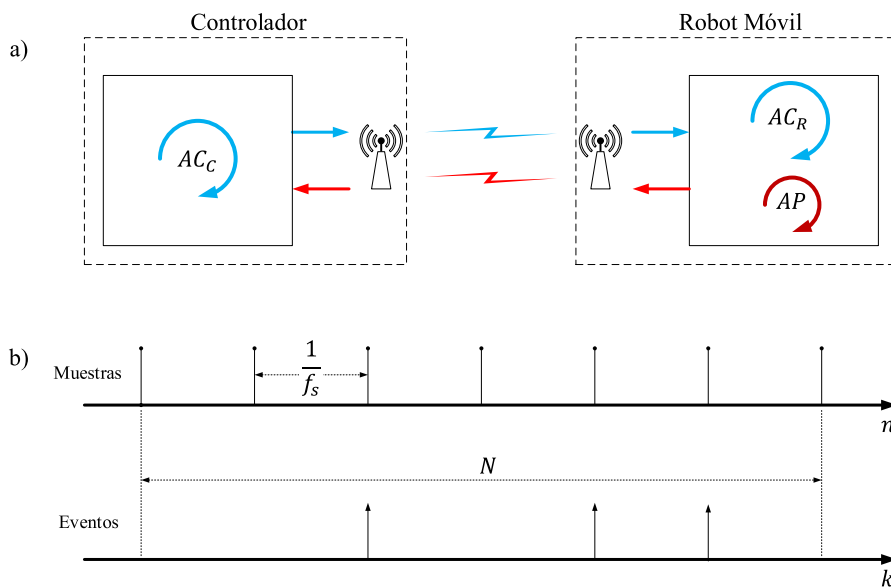 Controlador
Robot Móvil
a)
AC_C
AC_R
AP
b)
Muestras
1
f_s
n
N
Eventos
k